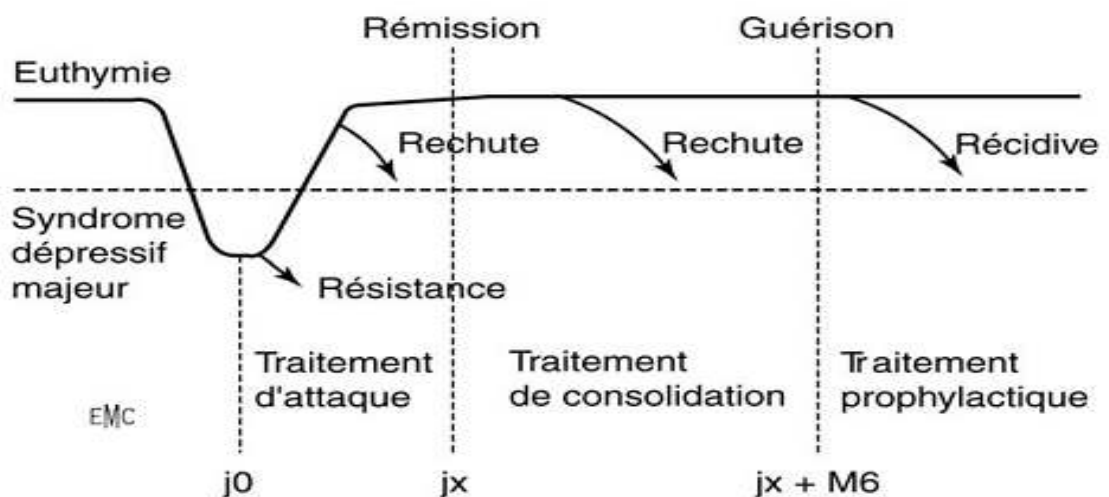 Rémission
Guérison
Euthymie
Rechute
Rechute
Récidive
Syndrome
dépressif
majeur
Résistance
Traitement
d'attaque
Traitement
de consolidation
Traitement
prophylactique
EMC
j0
jx
jx + M6